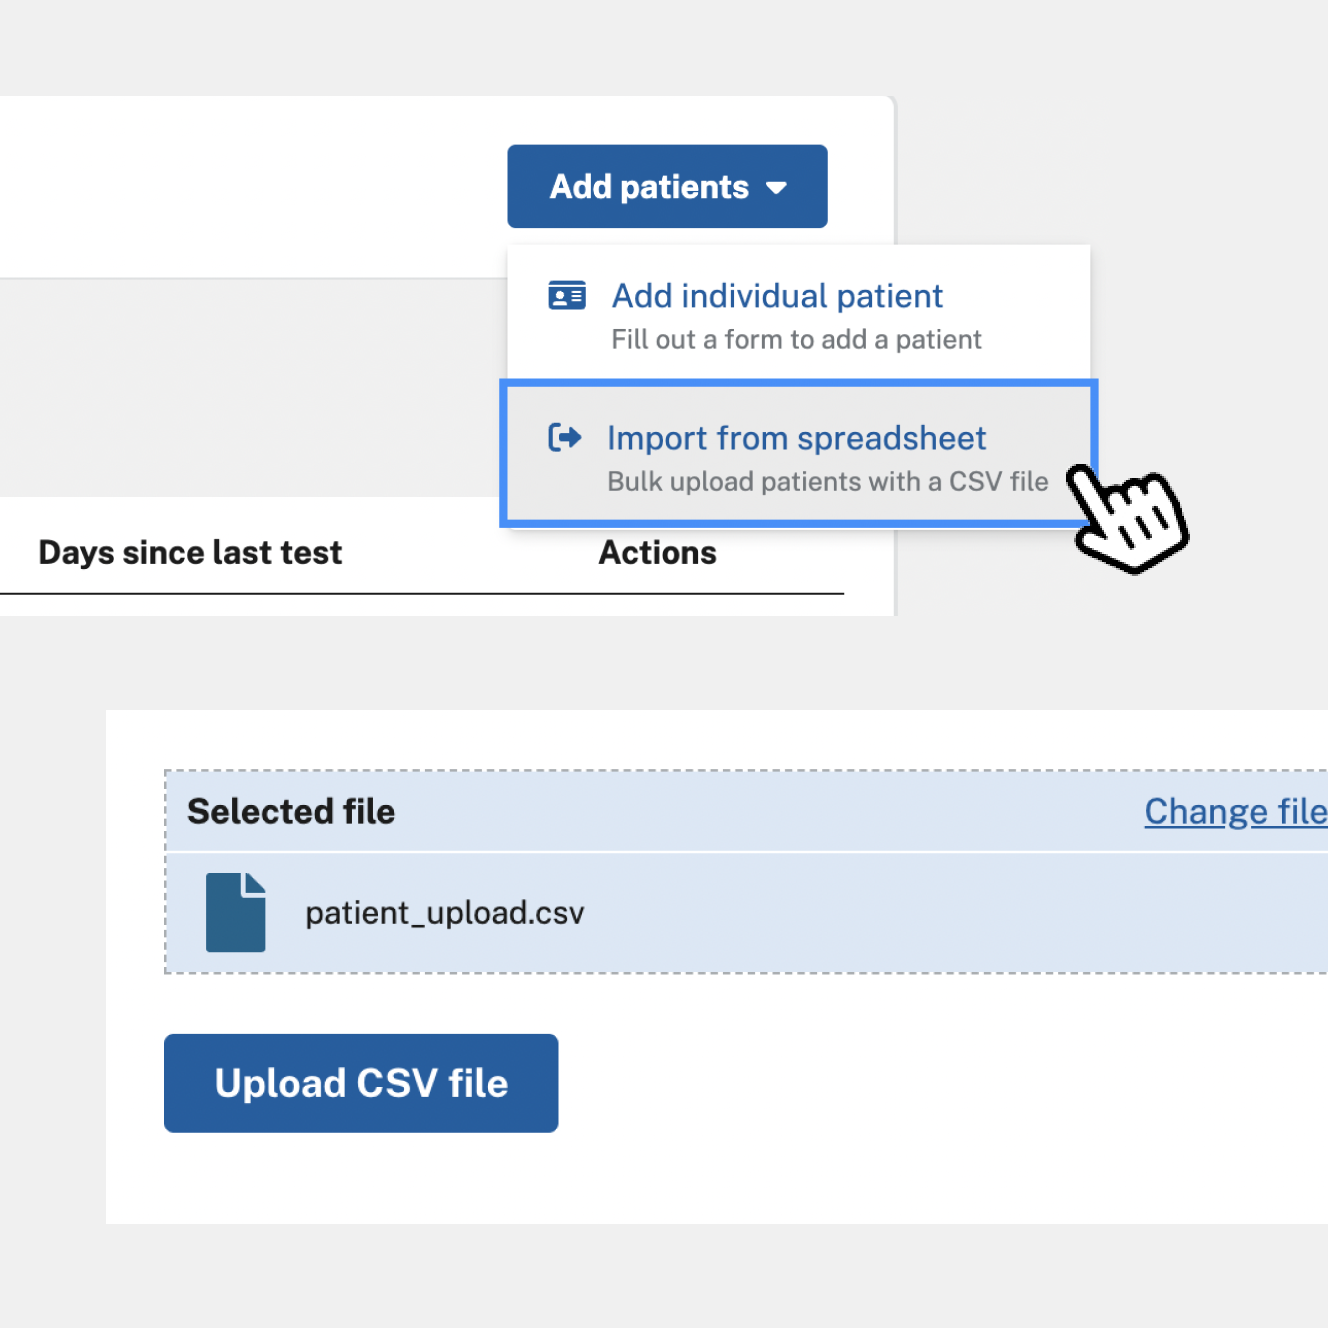 Add patients
Add individual patient
Fill out a form to add a patient
Import from spreadsheet
Bulk upload patients with a CSV file
Days since last test Actions
Selected file Change file
patient_upload.csv
Upload CSV file